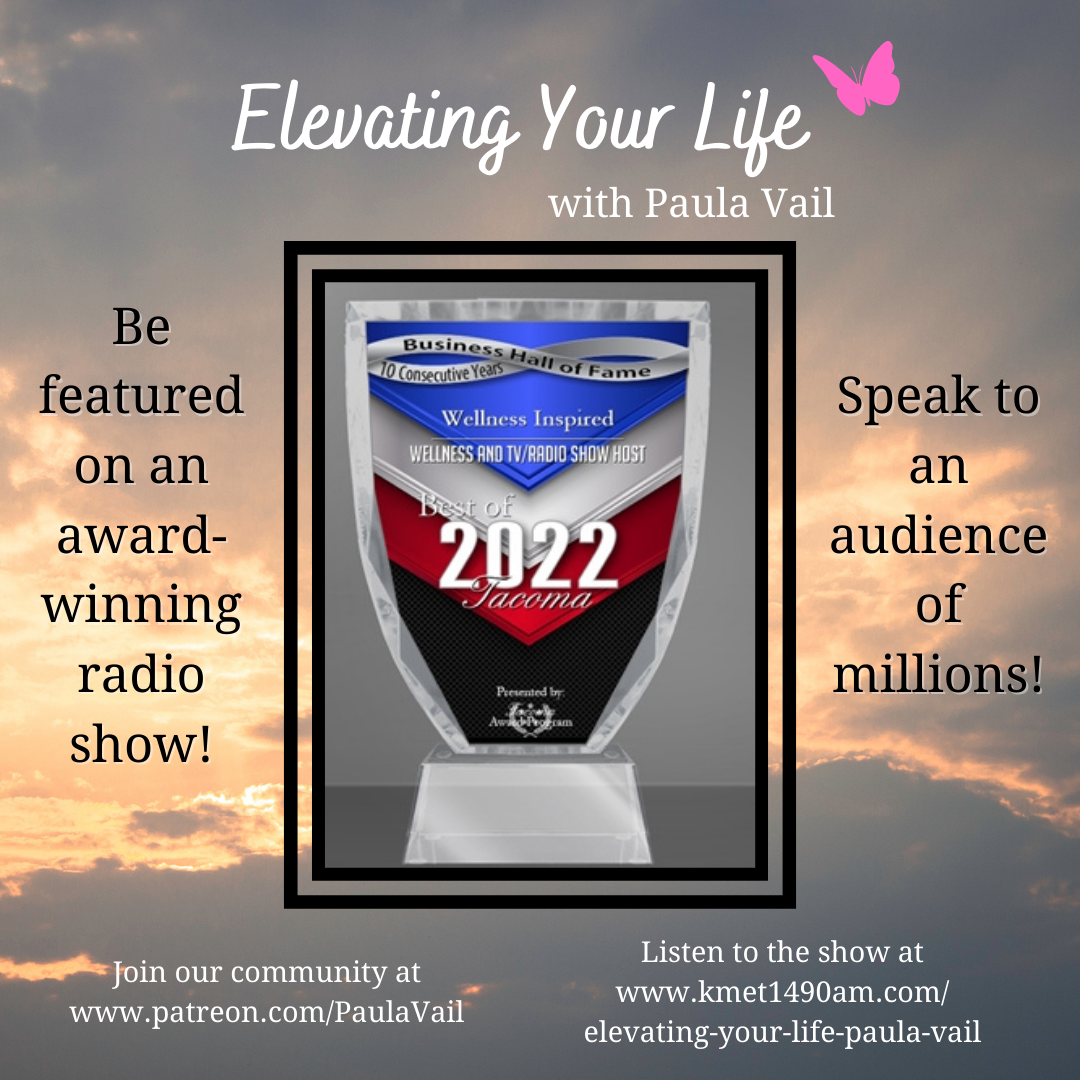 Elevating Your Life
with Paula Vail
Be
featured
on an
award-
winning
radio
show!
Business Hall of Fame
10 Consecutive Years
Wellness Inspired
WELLNESS AND TV/RADIO SHOW HOST
Best of
2022
Tacoma
Presented by:
Award Program
Speak to
an
audience
of
millions!
Join our community at
www.patreon.com/PaulaVail
Listen to the show at
www.kmet1490am.com/
elevating-your-life-paula-vail